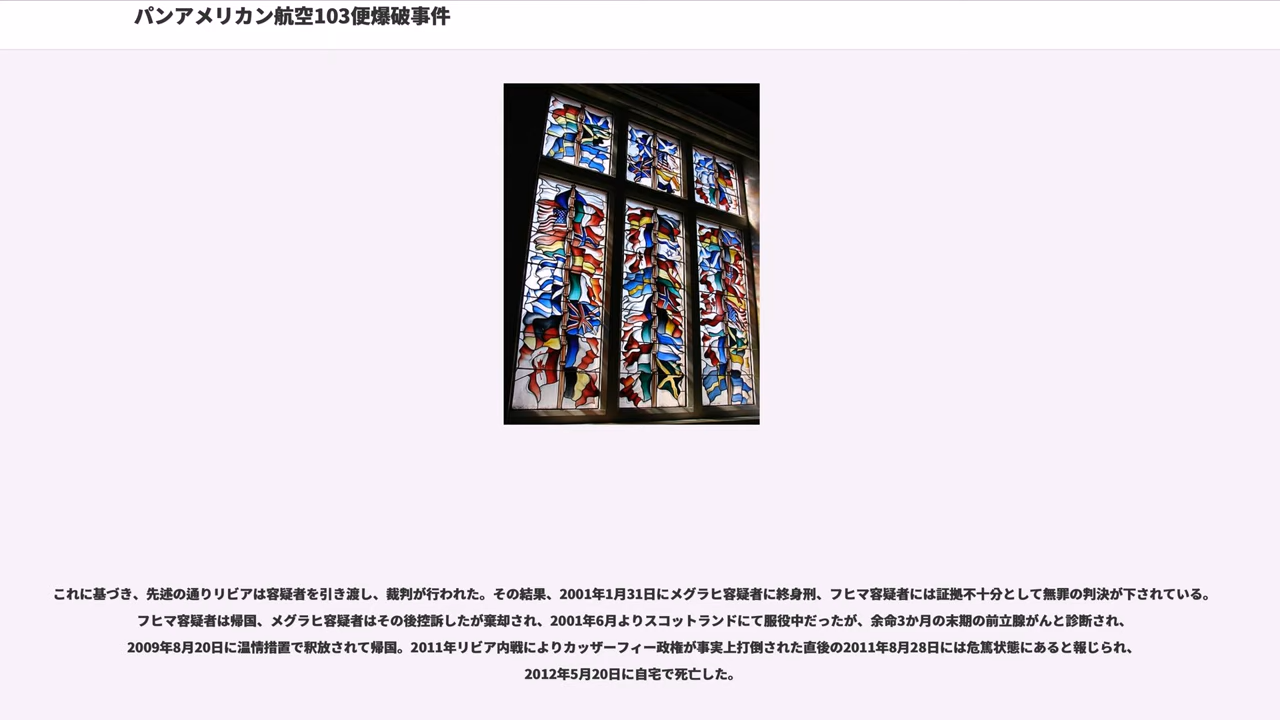 パンアメリカン航空103便爆破事件
これに基づき、先述の通りリビアは容疑者を引き渡し、裁判が行われた。その結果、2001年1月31日にメグラヒ容疑者に終身刑、フヒマ容疑者には証拠不十分として無罪の判決が下されている。
フヒマ容疑者は帰国、メグラヒ容疑者はその後控訴したが棄却され、2001年6月よりスコットランドにて服役中だったが、余命3か月の末期の前立腺がんと診断され、
2009年8月20日に温情措置で釈放されて帰国。2011年リビア内戦によりカッザーフィー政権が事実上打倒された直後の2011年8月28日には危篤状態にあると報じられ、
2012年5月20日に自宅で死亡した。